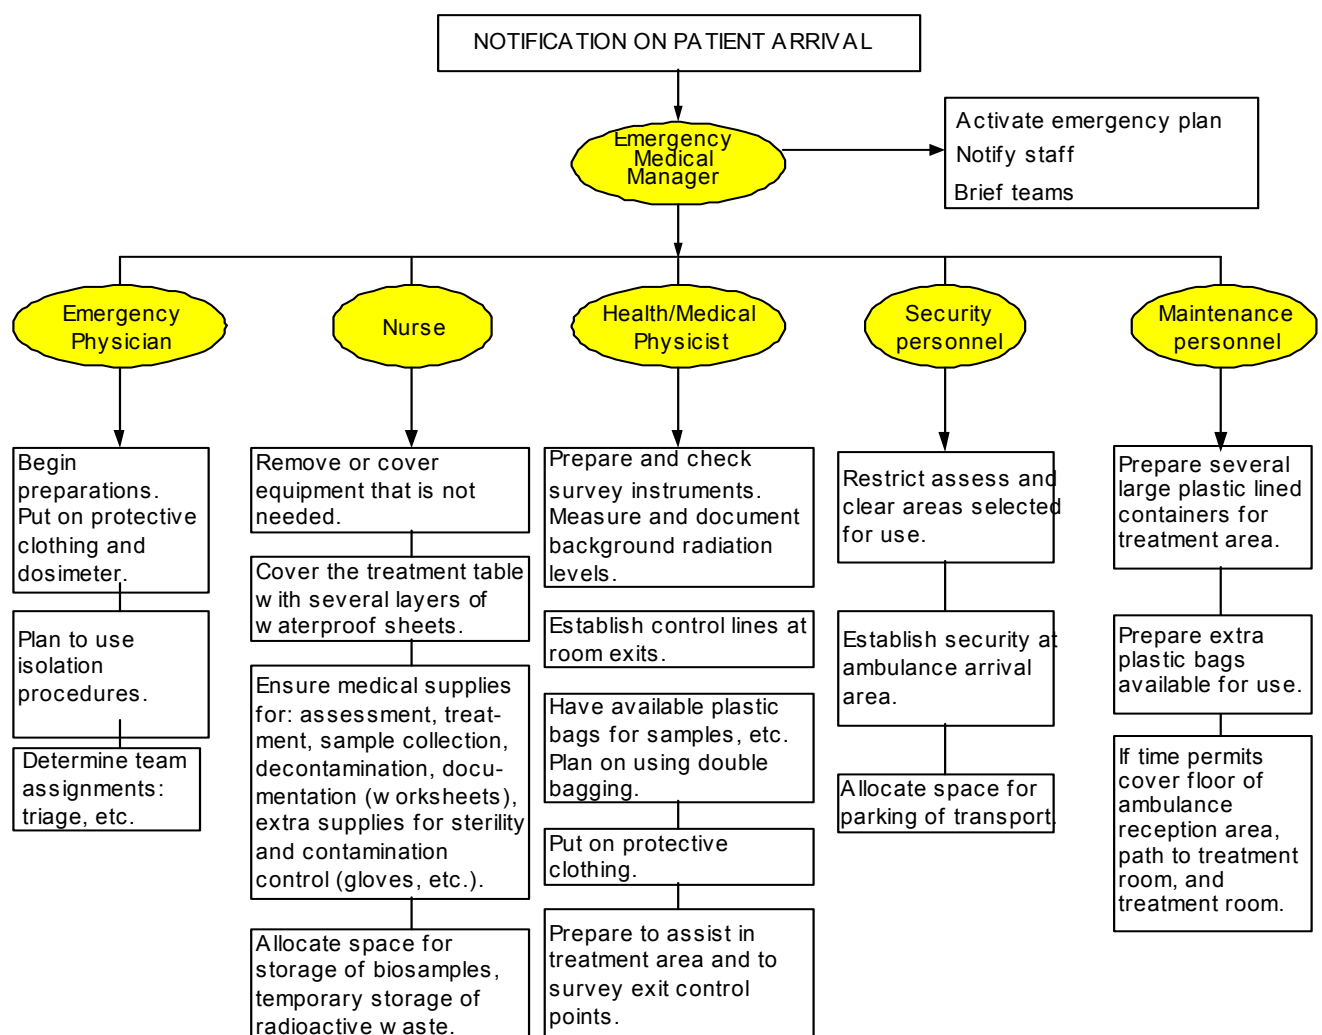 NOTIFICATION ON PATIENT ARRIVAL
Emergency
Medical
Manager
Activate emergency plan
Notify staff
Brief teams
Emergency
Physician
Nurse
Health/Medical
Physicist
Security
personnel
Maintenance
personnel
Begin
preparations.
Put on protective
clothing and
dosimeter.
Plan to use
isolation
procedures.
Determine team
assignments:
triage, etc.
Remove or cover
equipment that is not
needed.
Cover the treatment table
with several layers of
waterproof sheets.
Ensure medical supplies
for: assessment, treat-
ment, sample collection,
decontamination, docu-
mentation (worksheets),
extra supplies for sterility
and contamination
control (gloves, etc.).
Allocate space for
storage of biosamples,
temporary storage of
radioactive waste.
Prepare and check
survey instruments.
Measure and document
background radiation
levels.
Establish control lines at
room exits.
Have available plastic
bags for samples, etc.
Plan on using double
bagging.
Put on protective
clothing.
Prepare to assist in
treatment area and to
survey exit control
points.
Restrict assess and
clear areas selected
for use.
Establish security at
ambulance arrival
area.
Allocate space for
parking of transport.
Prepare several
large plastic lined
containers for
treatment area.
Prepare extra
plastic bags
available for use.
If time permits
cover floor of
ambulance
reception area,
path to treatment
room, and
treatment room.